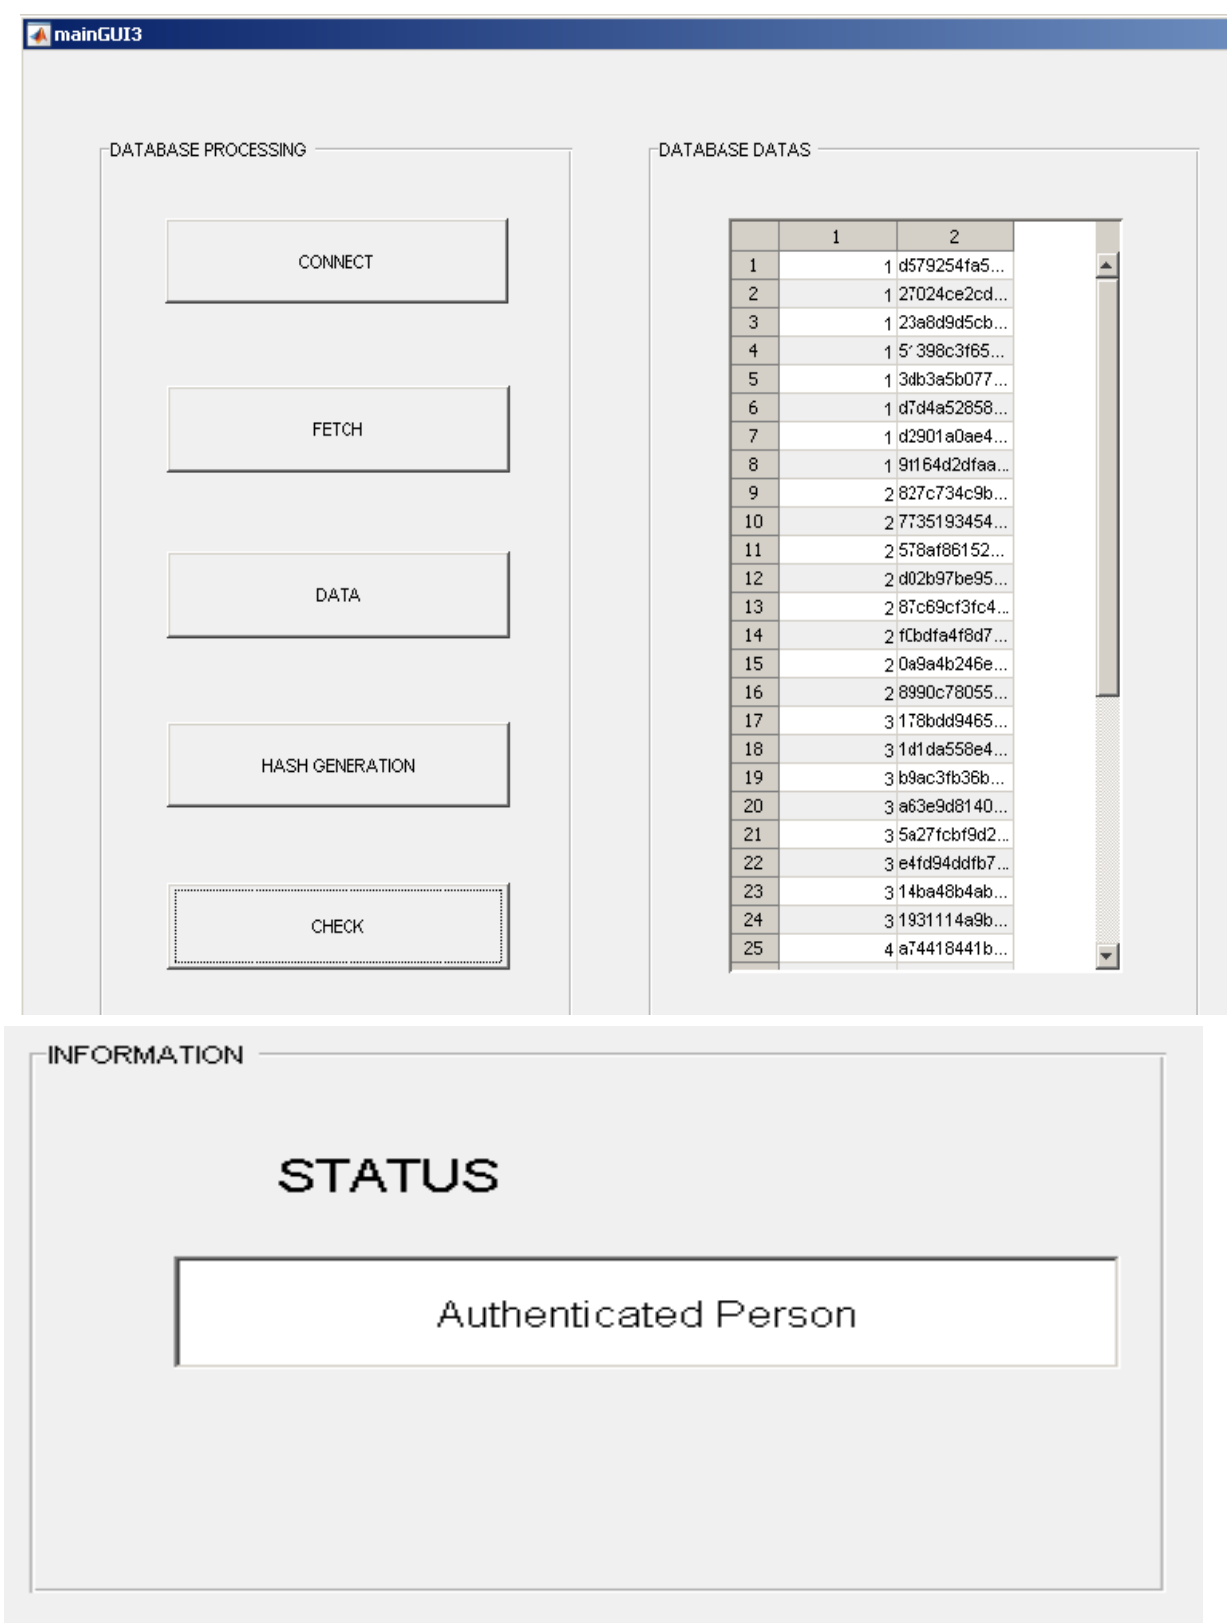 mainGUI3
DATABASE PROCESSING
CONNECT
FETCH
DATA
HASH GENERATION
CHECK
DATABASE DATAS
1 2
1 1 d579254fa5...
2 1 27024ce2cd...
3 1 23a8d9d5cb...
4 1 51398c3f65...
5 1 3db3a5b077...
6 1 d7d4a52858...
7 1 d2901a0ae4...
8 1 9f164d2dfaa...
9 2 827c734c9b...
10 2 7735193454...
11 2 578af86152...
12 2 d02b97be95...
13 2 87c69cf3fc4...
14 2 f0bdfa4f8d7...
15 2 0a9a4b246e...
16 2 8990c78055...
17 3 178bdd9465...
18 3 1d1da558e4...
19 3 b9ac3fb36b...
20 3 a63e9d8140...
21 3 5a27fcbf9d2...
22 3 e4fd94ddfb7...
23 3 14ba48b4ab...
24 3 1931114a9b...
25 4 a74418441b...
INFORMATION
STATUS
Authenticated Person